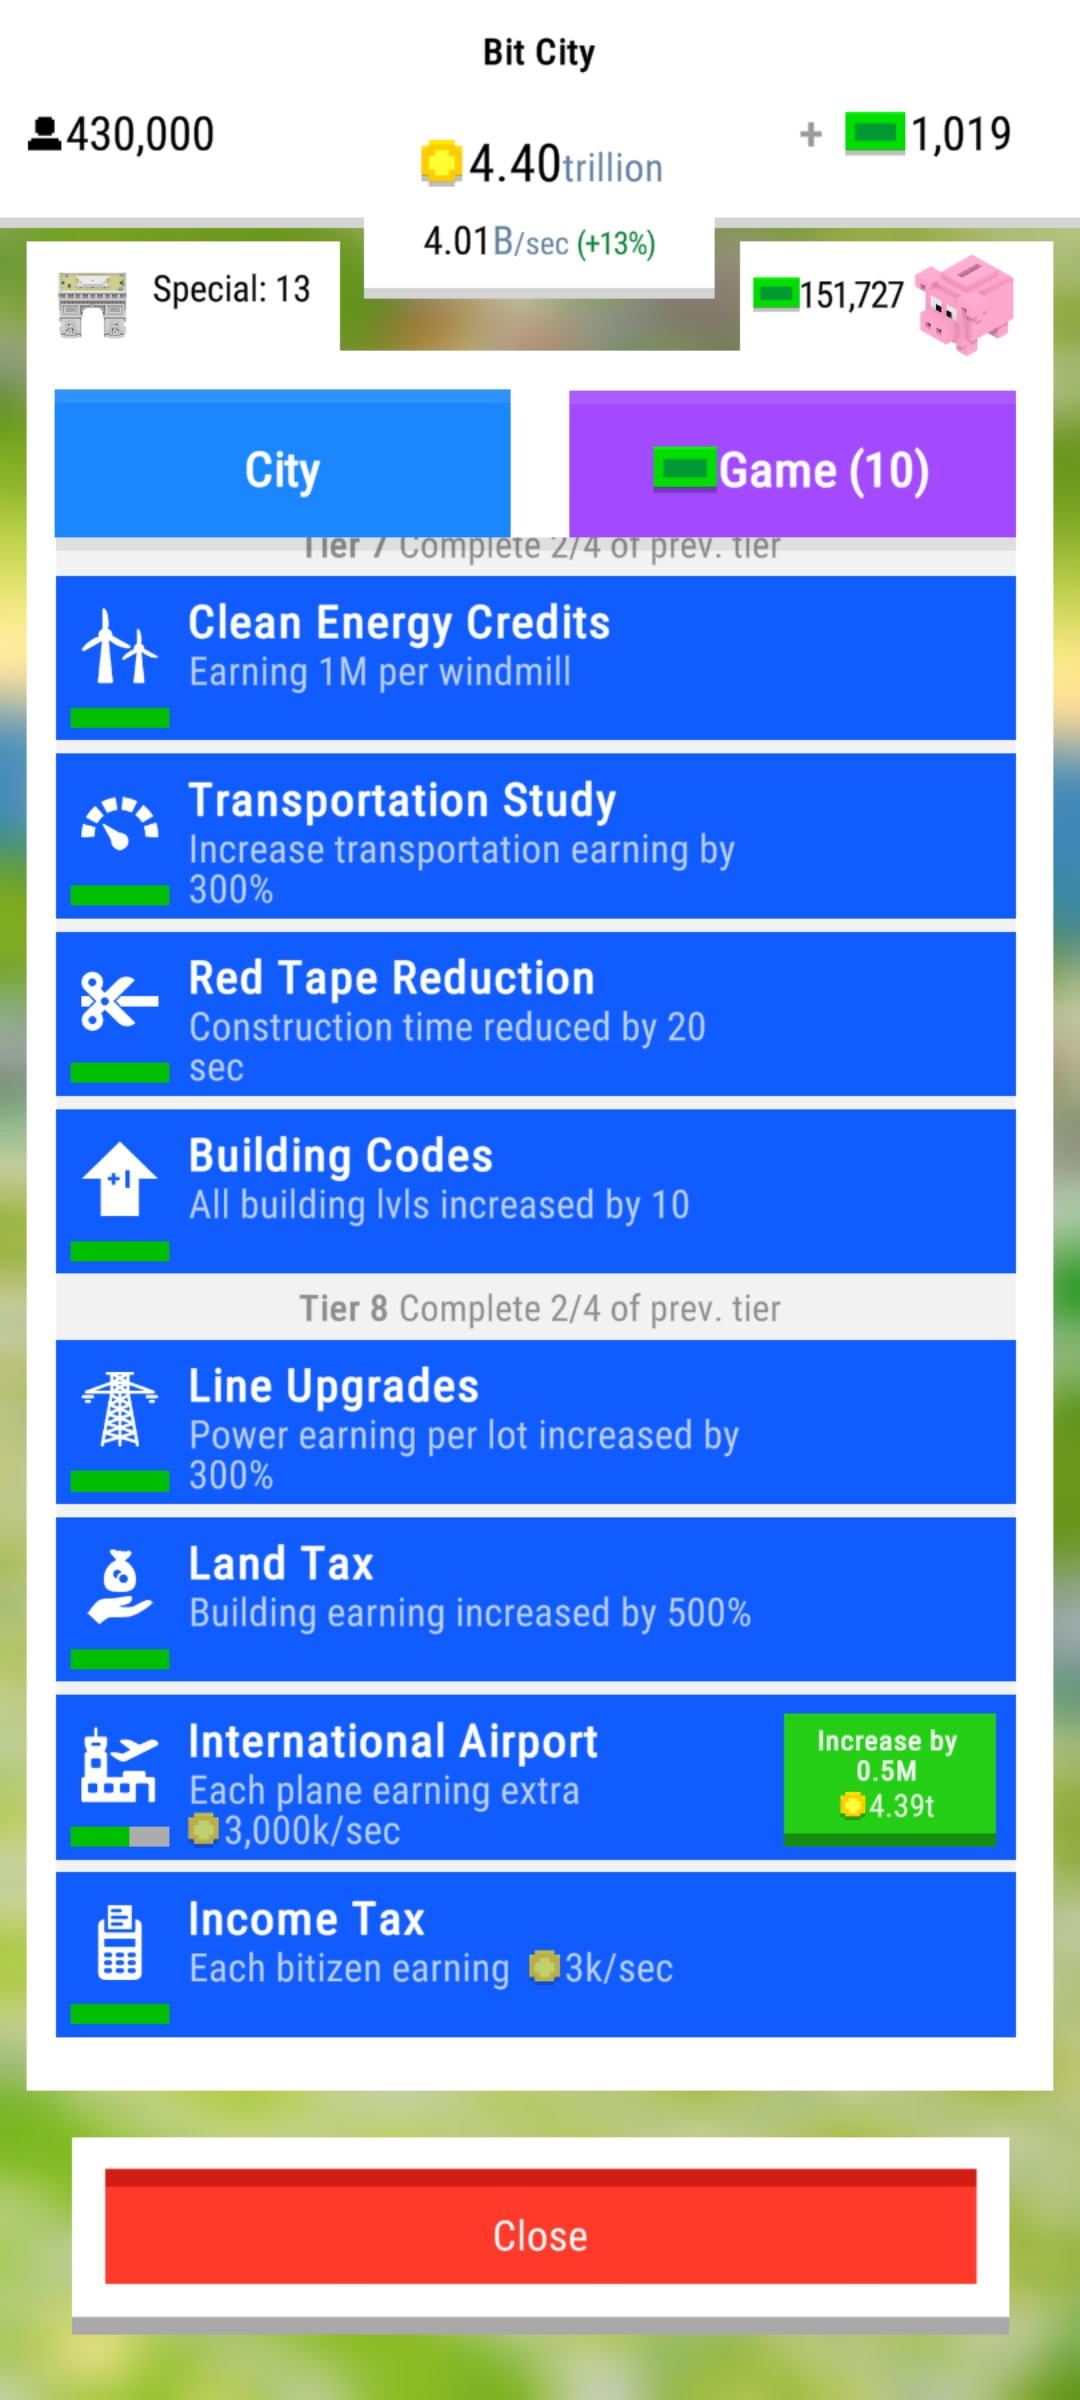 Bit City
430,000
4.40trillion
+ 1,019
4.01B/sec (+13%)
Special: 13
151,727
City
Game (10)
Tier 7 Complete 2/4 of prev. tier
Clean Energy Credits
Earning 1M per windmill
Transportation Study
Increase transportation earning by
300%
Red Tape Reduction
Construction time reduced by 20
sec
+1
Building Codes
All building lvls increased by 10
Tier 8 Complete 2/4 of prev. tier
Line Upgrades
Power earning per lot increased by
300%
Land Tax
Building earning increased by 500%
International Airport
Each plane earning extra
3,000k/sec
Increase by
0.5M
4.39t
Income Tax
Each bitizen earning 3k/sec
Close